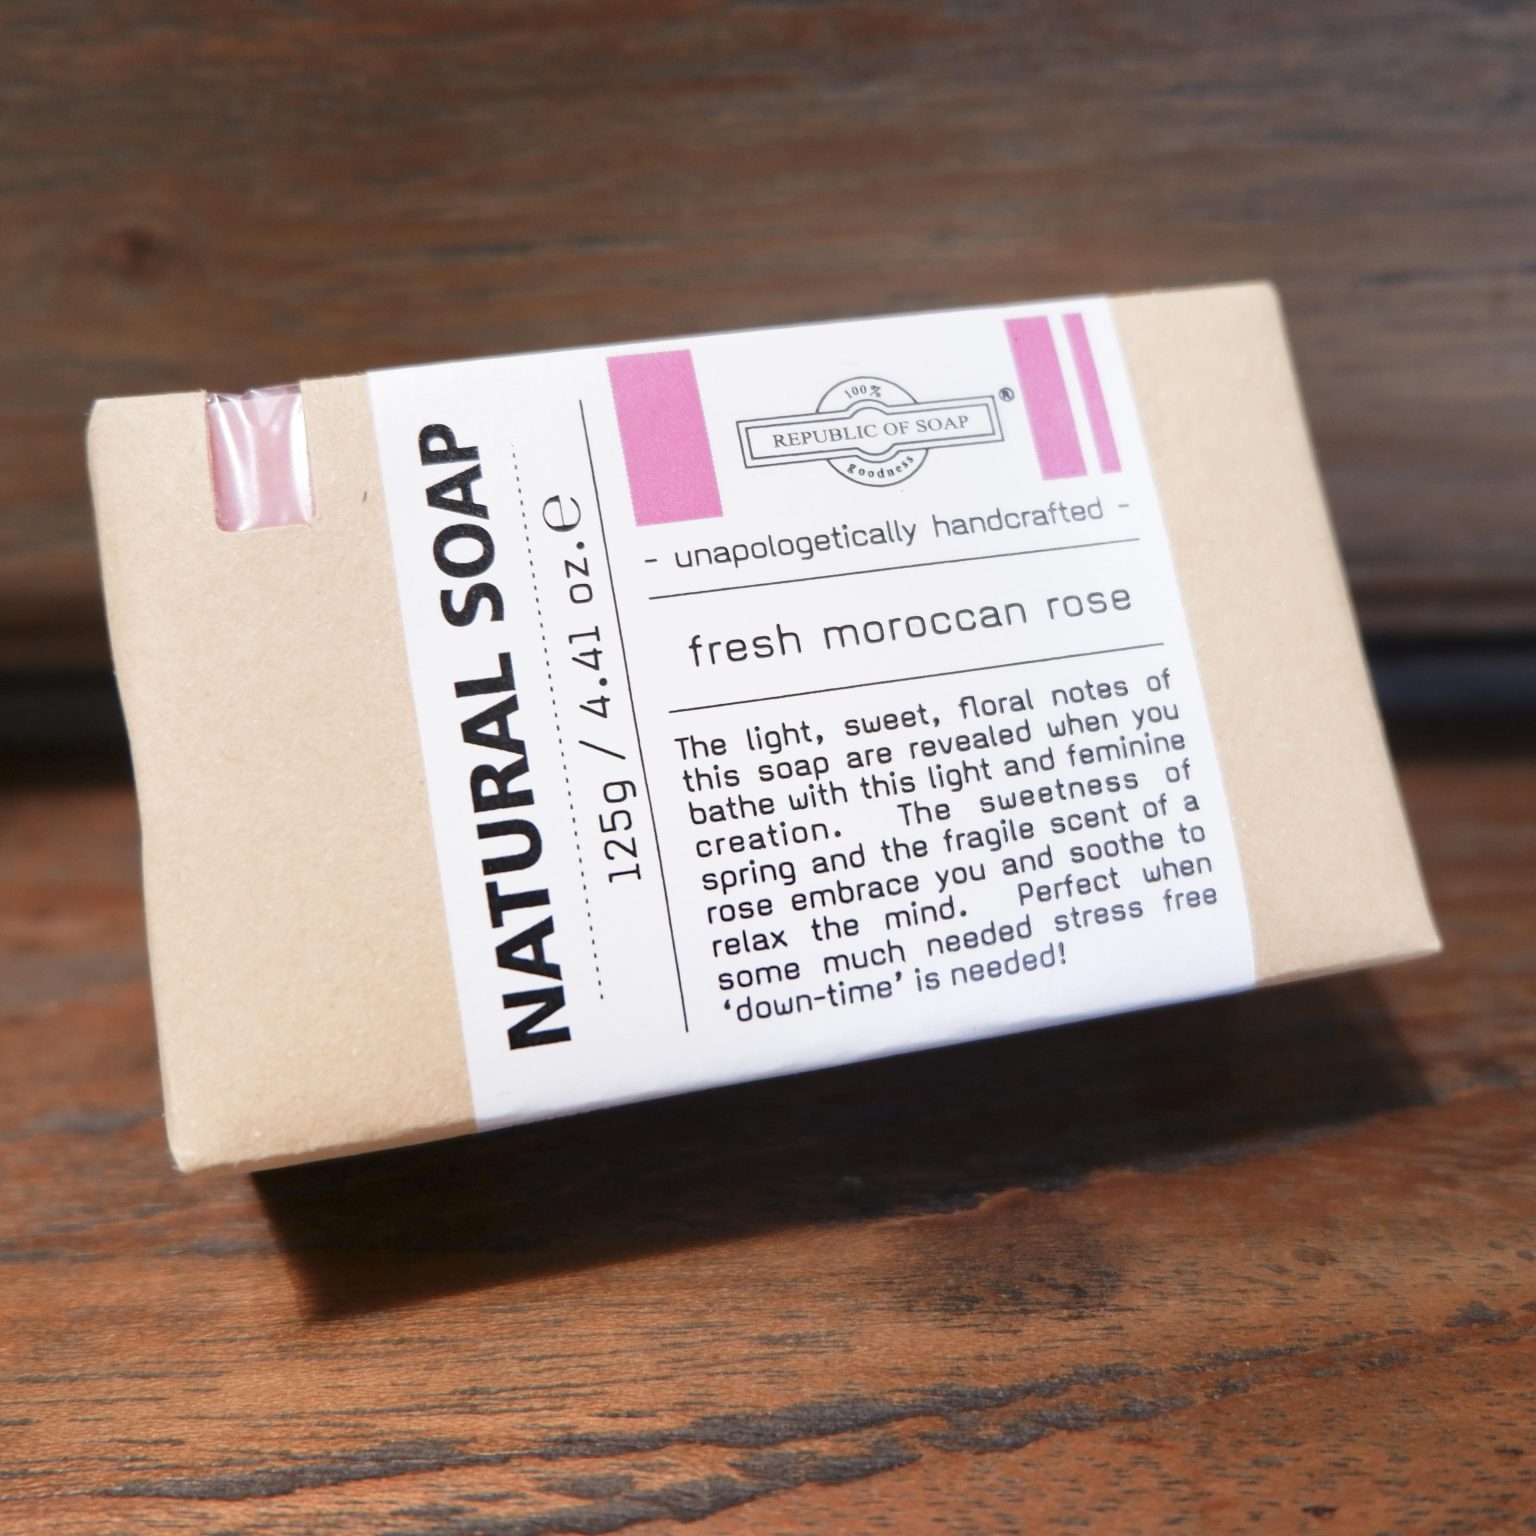 NATURAL SOAP
125g / 4.41 oz.e
100%
REPUBLIC OF SOAP
®
goodness
- unapologetically handcrafted -
fresh moroccan rose
The light, sweet, floral notes of
this soap are revealed when you
bathe with this light and feminine
creation. The sweetness of
spring and the fragile scent of a
rose embrace you and soothe to
relax the mind. Perfect when
some much needed stress free
‘down-time’ is needed!